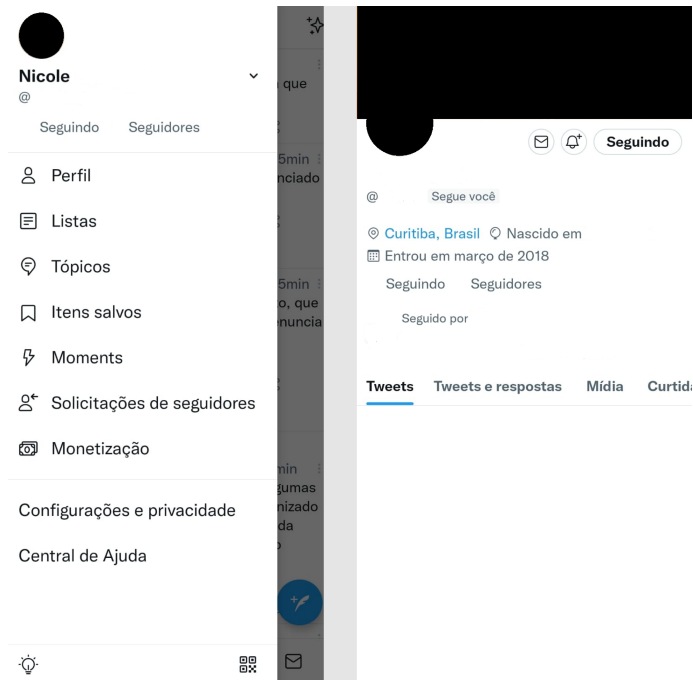 Nicole
@
Seguindo Seguidores
Perfil
Listas
Tópicos
Itens salvos
Moments
Solicitações de seguidores
Monetização
Configurações e privacidade
Central de Ajuda
que
5min
nciado
5min
o, que
nuncia
min
gumas
nizado
da
Seguindo
@ Segue você
Curitiba, Brasil Nascido em
Entrou em março de 2018
Seguindo Seguidores
Seguido por
Tweets Tweets e respostas Mídia Curtida